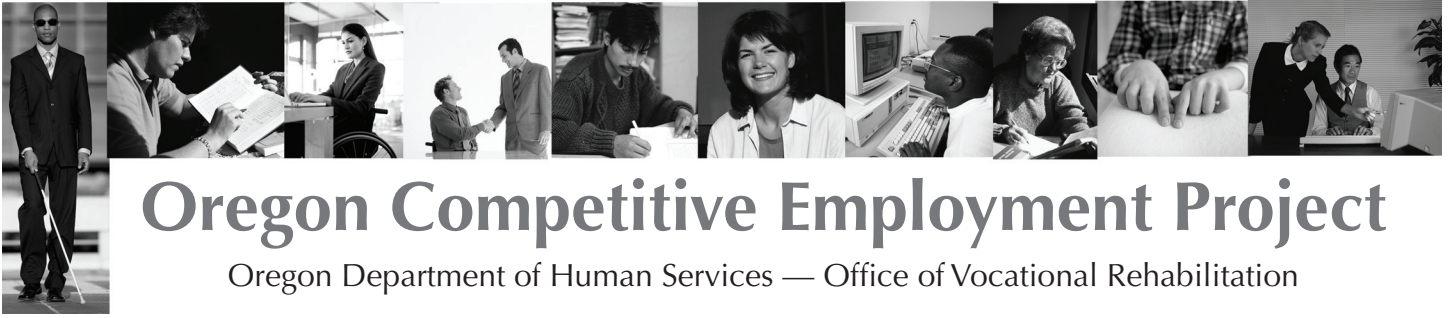 Oregon Competitive Employment Project
Oregon Department of Human Services — Office of Vocational Rehabilitation